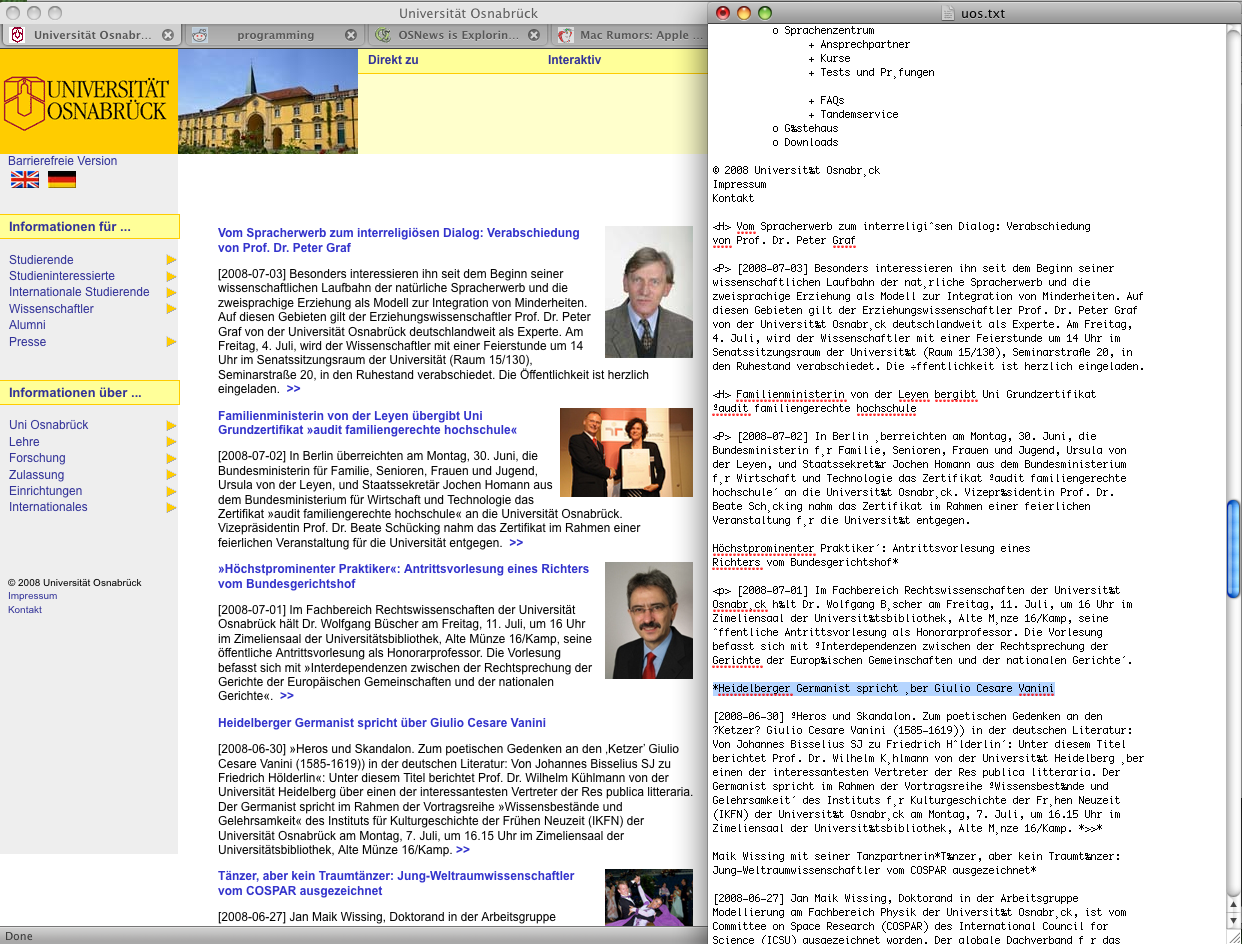 Universität Osnabrück
Universität Osnabr...
programming
OSNews is Explorin...
Mac Rumors: Apple ...
UNIVERSITÄT
OSNABRÜCK
Direkt zu
Interaktiv
Barrierefreie Version
Informationen für ...
Studierende
Studieninteressierte
Internationale Studierende
Wissenschaftler
Alumni
Presse
Informationen über ...
Uni Osnabrück
Lehre
Forschung
Zulassung
Einrichtungen
Internationales
© 2008 Universität Osnabrück
Impressum
Kontakt
Vom Spracherwerb zum interreligiösen Dialog: Verabschiedung
von Prof. Dr. Peter Graf
[2008-07-03] Besonders interessieren ihn seit dem Beginn seiner
wissenschaftlichen Laufbahn der natürliche Spracherwerb und die
zweisprachige Erziehung als Modell zur Integration von Minderheiten.
Auf diesen Gebieten gilt der Erziehungswissenschaftler Prof. Dr. Peter
Graf von der Universität Osnabrück deutschlandweit als Experte. Am
Freitag, 4. Juli, wird der Wissenschaftler mit einer Feierstunde um 14
Uhr im Senatssitzungsraum der Universität (Raum 15/130),
Seminarstraße 20, in den Ruhestand verabschiedet. Die Öffentlichkeit ist herzlich
eingeladen. >>
Familienministerin von der Leyen übergibt Uni
Grundzertifikat »audit familiengerechte hochschule«
[2008-07-02] In Berlin überreichten am Montag, 30. Juni, die
Bundesministerin für Familie, Senioren, Frauen und Jugend,
Ursula von der Leyen, und Staatssekretär Jochen Homann aus
dem Bundesministerium für Wirtschaft und Technologie das
Zertifikat »audit familiengerechte hochschule« an die Universität Osnabrück.
Vizepräsidentin Prof. Dr. Beate Schücking nahm das Zertifikat im Rahmen einer
feierlichen Veranstaltung für die Universität entgegen. >>
»Höchstprominenter Praktiker«: Antrittsvorlesung eines Richters
vom Bundesgerichtshof
[2008-07-01] Im Fachbereich Rechtswissenschaften der Universität
Osnabrück hält Dr. Wolfgang Büscher am Freitag, 11. Juli, um 16 Uhr
im Zimeliensaal der Universitätsbibliothek, Alte Münze 16/Kamp, seine
öffentliche Antrittsvorlesung als Honorarprofessor. Die Vorlesung
befasst sich mit »Interdependenzen zwischen der Rechtsprechung der
Gerichte der Europäischen Gemeinschaften und der nationalen
Gerichte«. >>
Heidelberger Germanist spricht über Giulio Cesare Vanini
[2008-06-30] »Heros und Skandalon. Zum poetischen Gedenken an den ‚Ketzer’ Giulio
Cesare Vanini (1585-1619)) in der deutschen Literatur: Von Johannes Bisselius SJ zu
Friedrich Hölderlin«: Unter diesem Titel berichtet Prof. Dr. Wilhelm Kühlmann von der
Universität Heidelberg über einen der interessantesten Vertreter der Res publica litteraria.
Der Germanist spricht im Rahmen der Vortragsreihe »Wissensbestände und
Gelehrsamkeit« des Instituts für Kulturgeschichte der Frühen Neuzeit (IKFN) der
Universität Osnabrück am Montag, 7. Juli, um 16.15 Uhr im Zimeliensaal der
Universitätsbibliothek, Alte Münze 16/Kamp. >>
Tänzer, aber kein Traumtänzer: Jung-Weltraumwissenschaftler
vom COSPAR ausgezeichnet
[2008-06-27] Jan Maik Wissing, Doktorand in der Arbeitsgruppe
Done
uos.txt
o Sprachenzentrum
+ Ansprechpartner
+ Kurse
+ Tests und Pr¸fungen
+ FAQs
+ Tandemservice
o G‰stehaus
o Downloads
© 2008 Universit‰t Osnabr¸ck
Impressum
Kontakt
<H> Vom Spracherwerb zum interreligiˆsen Dialog: Verabschiedung
von Prof. Dr. Peter Graf
<P> [2008-07-03] Besonders interessieren ihn seit dem Beginn seiner
wissenschaftlichen Laufbahn der nat¸rliche Spracherwerb und die
zweisprachige Erziehung als Modell zur Integration von Minderheiten. Auf
diesen Gebieten gilt der Erziehungswissenschaftler Prof. Dr. Peter Graf
von der Universit‰t Osnabr¸ck deutschlandweit als Experte. Am Freitag,
4. Juli, wird der Wissenschaftler mit einer Feierstunde um 14 Uhr im
Senatssitzungsraum der Universit‰t (Raum 15/130), Seminarstraﬂe 20, in
den Ruhestand verabschiedet. Die ÷ffentlichkeit ist herzlich eingeladen.
<H> Familienministerin von der Leyen bergibt Uni Grundzertifikat
ªaudit familiengerechte hochschule
<P> [2008-07-02] In Berlin ¸berreichten am Montag, 30. Juni, die
Bundesministerin f¸r Familie, Senioren, Frauen und Jugend, Ursula von
der Leyen, und Staatssekret‰r Jochen Homann aus dem Bundesministerium
f¸r Wirtschaft und Technologie das Zertifikat ªaudit familiengerechte
hochschule´ an die Universit‰t Osnabr¸ck. Vizepr‰sidentin Prof. Dr.
Beate Sch¸cking nahm das Zertifikat im Rahmen einer feierlichen
Veranstaltung f¸r die Universit‰t entgegen.
Höchstprominenter Praktiker´: Antrittsvorlesung eines
Richters vom Bundesgerichtshof*
<p> [2008-07-01] Im Fachbereich Rechtswissenschaften der Universit‰t
Osnabr¸ck h‰lt Dr. Wolfgang B¸scher am Freitag, 11. Juli, um 16 Uhr im
Zimeliensaal der Universit‰tsbibliothek, Alte M¸nze 16/Kamp, seine
ˆffentliche Antrittsvorlesung als Honorarprofessor. Die Vorlesung
befasst sich mit ªInterdependenzen zwischen der Rechtsprechung der
Gerichte der Europ‰ischen Gemeinschaften und der nationalen Gerichte´.
*Heidelberger Germanist spricht ¸ber Giulio Cesare Vanini
[2008-06-30] ªHeros und Skandalon. Zum poetischen Gedenken an den
?Ketzer? Giulio Cesare Vanini (1585-1619)) in der deutschen Literatur:
Von Johannes Bisselius SJ zu Friedrich Hˆlderlin´: Unter diesem Titel
berichtet Prof. Dr. Wilhelm K¸hlmann von der Universit‰t Heidelberg ¸ber
einen der interessantesten Vertreter der Res publica litteraria. Der
Germanist spricht im Rahmen der Vortragsreihe ªWissensbest‰nde und
Gelehrsamkeit´ des Instituts f¸r Kulturgeschichte der Fr¸hen Neuzeit
(IKFN) der Universit‰t Osnabr¸ck am Montag, 7. Juli, um 16.15 Uhr im
Zimeliensaal der Universit‰tsbibliothek, Alte M¸nze 16/Kamp. *>>*
Maik Wissing mit seiner Tanzpartnerin*T‰nzer, aber kein Traumt‰nzer:
Jung-Weltraumwissenschaftler vom COSPAR ausgezeichnet*
[2008-06-27] Jan Maik Wissing, Doktorand in der Arbeitsgruppe
Modellierung am Fachbereich Physik der Universit‰t Osnabr¸ck, ist vom
Committee on Space Research (COSPAR) des International Council for
Science (ICSU) ausgezeichnet worden. Der globale Dachverband f¸r das